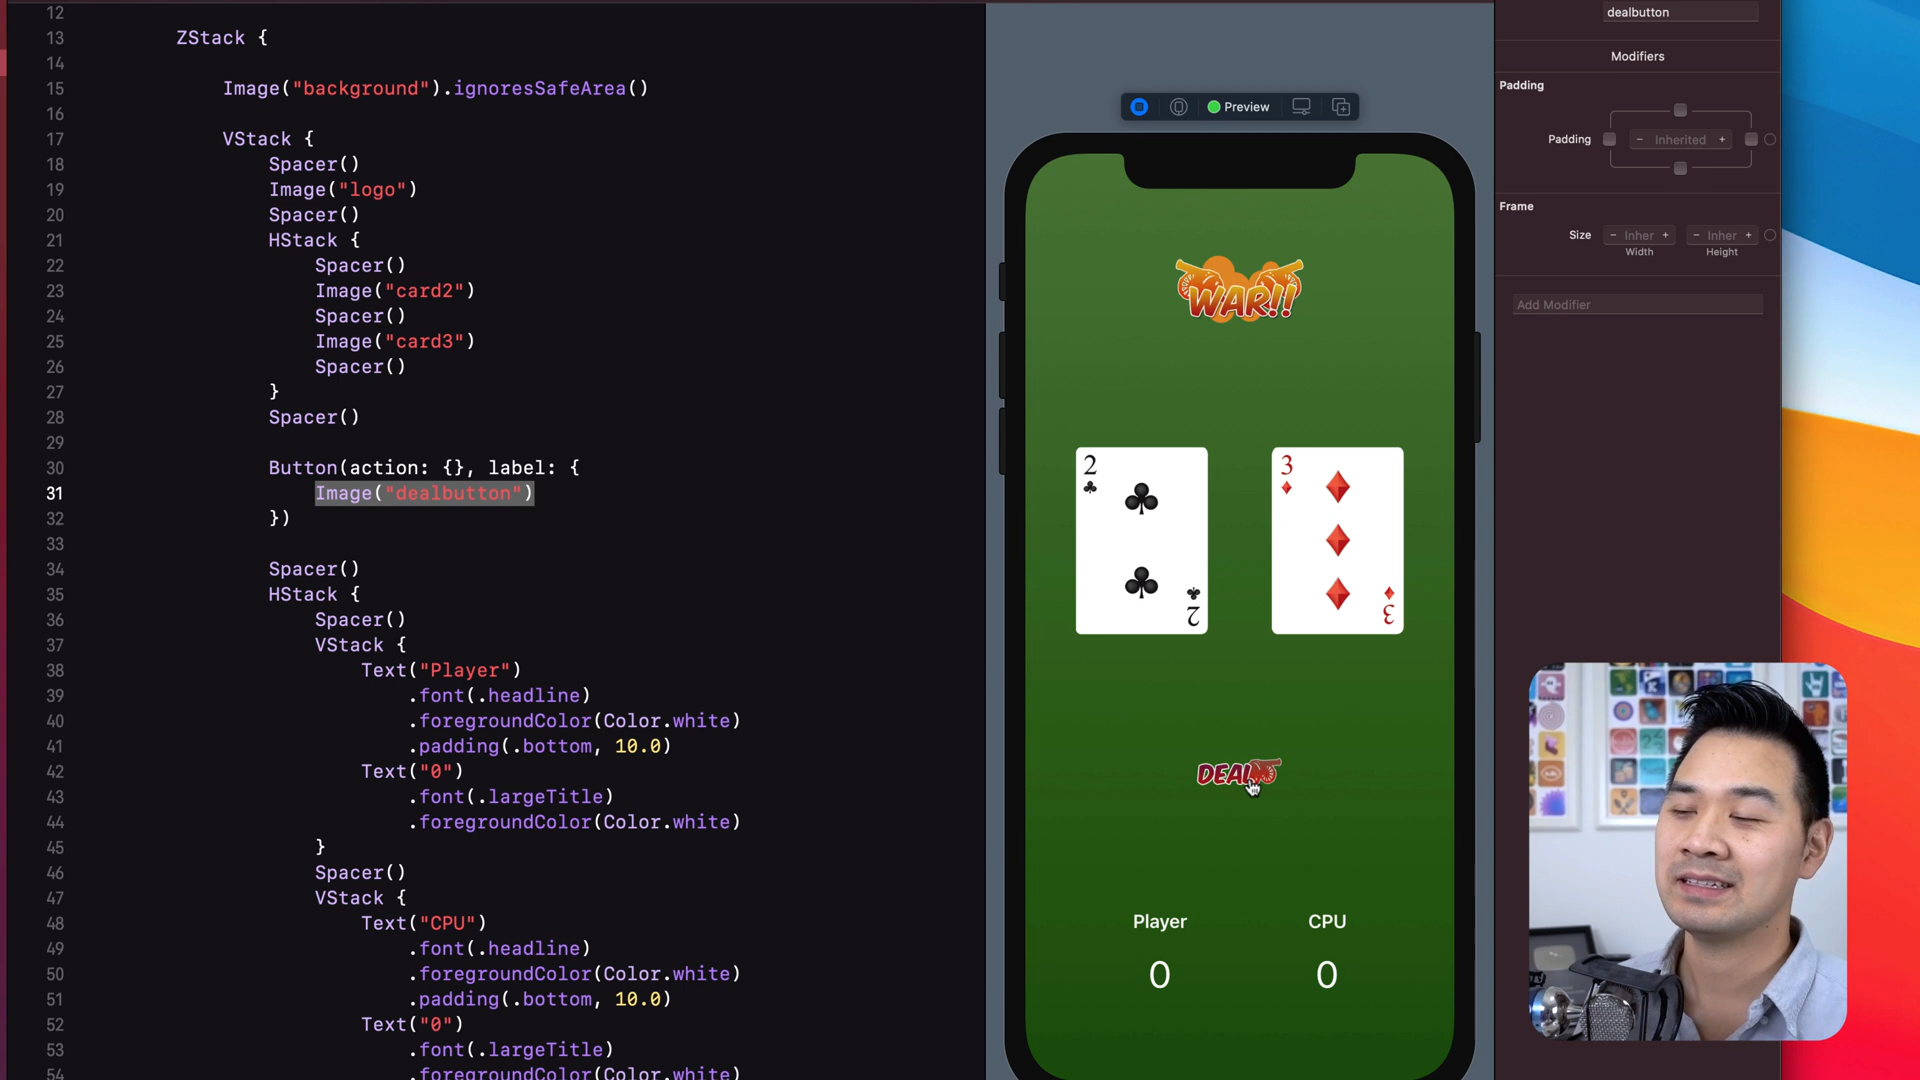 12
13 ZStack {
14
15 Image("background").ignoresSafeArea()
16
17 VStack {
18 Spacer()
19 Image("logo")
20 Spacer()
21 HStack {
22 Spacer()
23 Image("card2")
24 Spacer()
25 Image("card3")
26 Spacer()
27 }
28 Spacer()
29
30 Button(action: {}, label: {
31 Image("dealbutton")
32 })
33
34 Spacer()
35 HStack {
36 Spacer()
37 VStack {
38 Text("Player")
39 .font(.headline)
40 .foregroundColor(Color.white)
41 .padding(.bottom, 10.0)
42 Text("0")
43 .font(.largeTitle)
44 .foregroundColor(Color.white)
45 }
46 Spacer()
47 VStack {
48 Text("CPU")
49 .font(.headline)
50 .foregroundColor(Color.white)
51 .padding(.bottom, 10.0)
52 Text("0")
53 .font(.largeTitle)
54 .foregroundColor(Color.white)
Preview
WAR!!
2
2
3
3
DEAL
Player CPU
0 0
dealbutton
Modifiers
Padding
Padding - Inherited +
Frame
Size - Inher + - Inher +
Width Height
Add Modifier